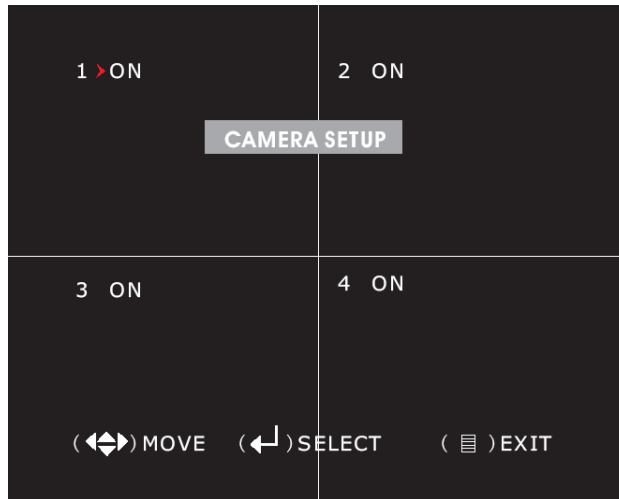 1 ON 2 ON
CAMERA SETUP
3 ON 4 ON
( ) MOVE ( ) SELECT ( ) EXIT